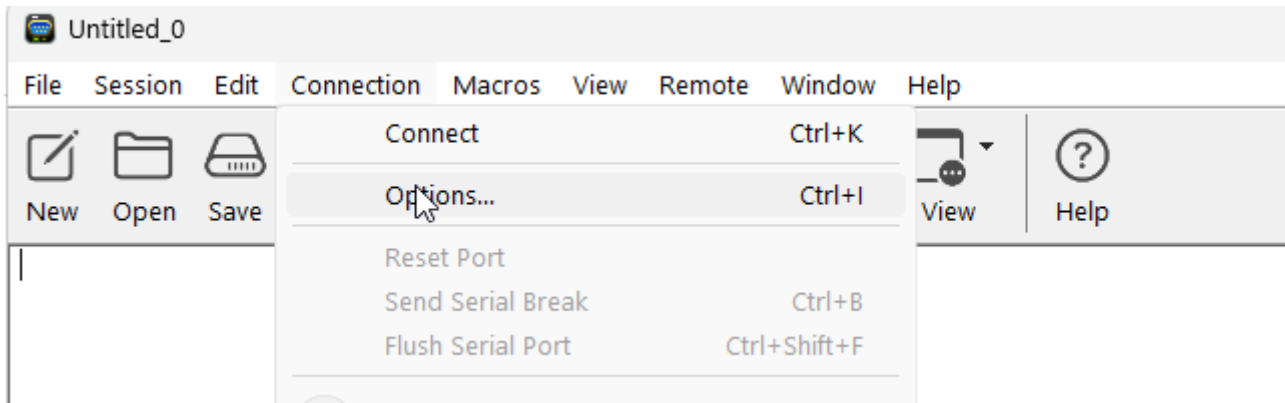 Untitled_0
File Session Edit Connection Macros View Remote Window Help
Connect Ctrl+K
Options... Ctrl+I
New Open Save View Help
Reset Port
Send Serial Break Ctrl+B
Flush Serial Port Ctrl+Shift+F